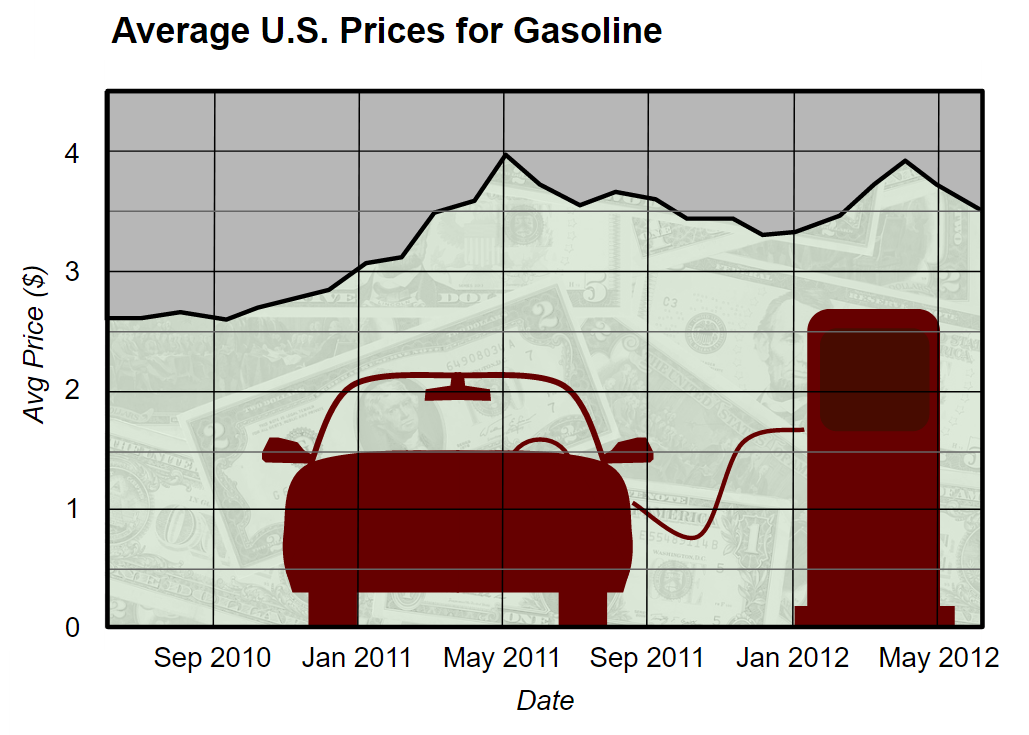 Average U.S. Prices for Gasoline
Avg Price ($)
4
3
2
1
0
Sep 2010 Jan 2011 May 2011 Sep 2011 Jan 2012 May 2012
Date